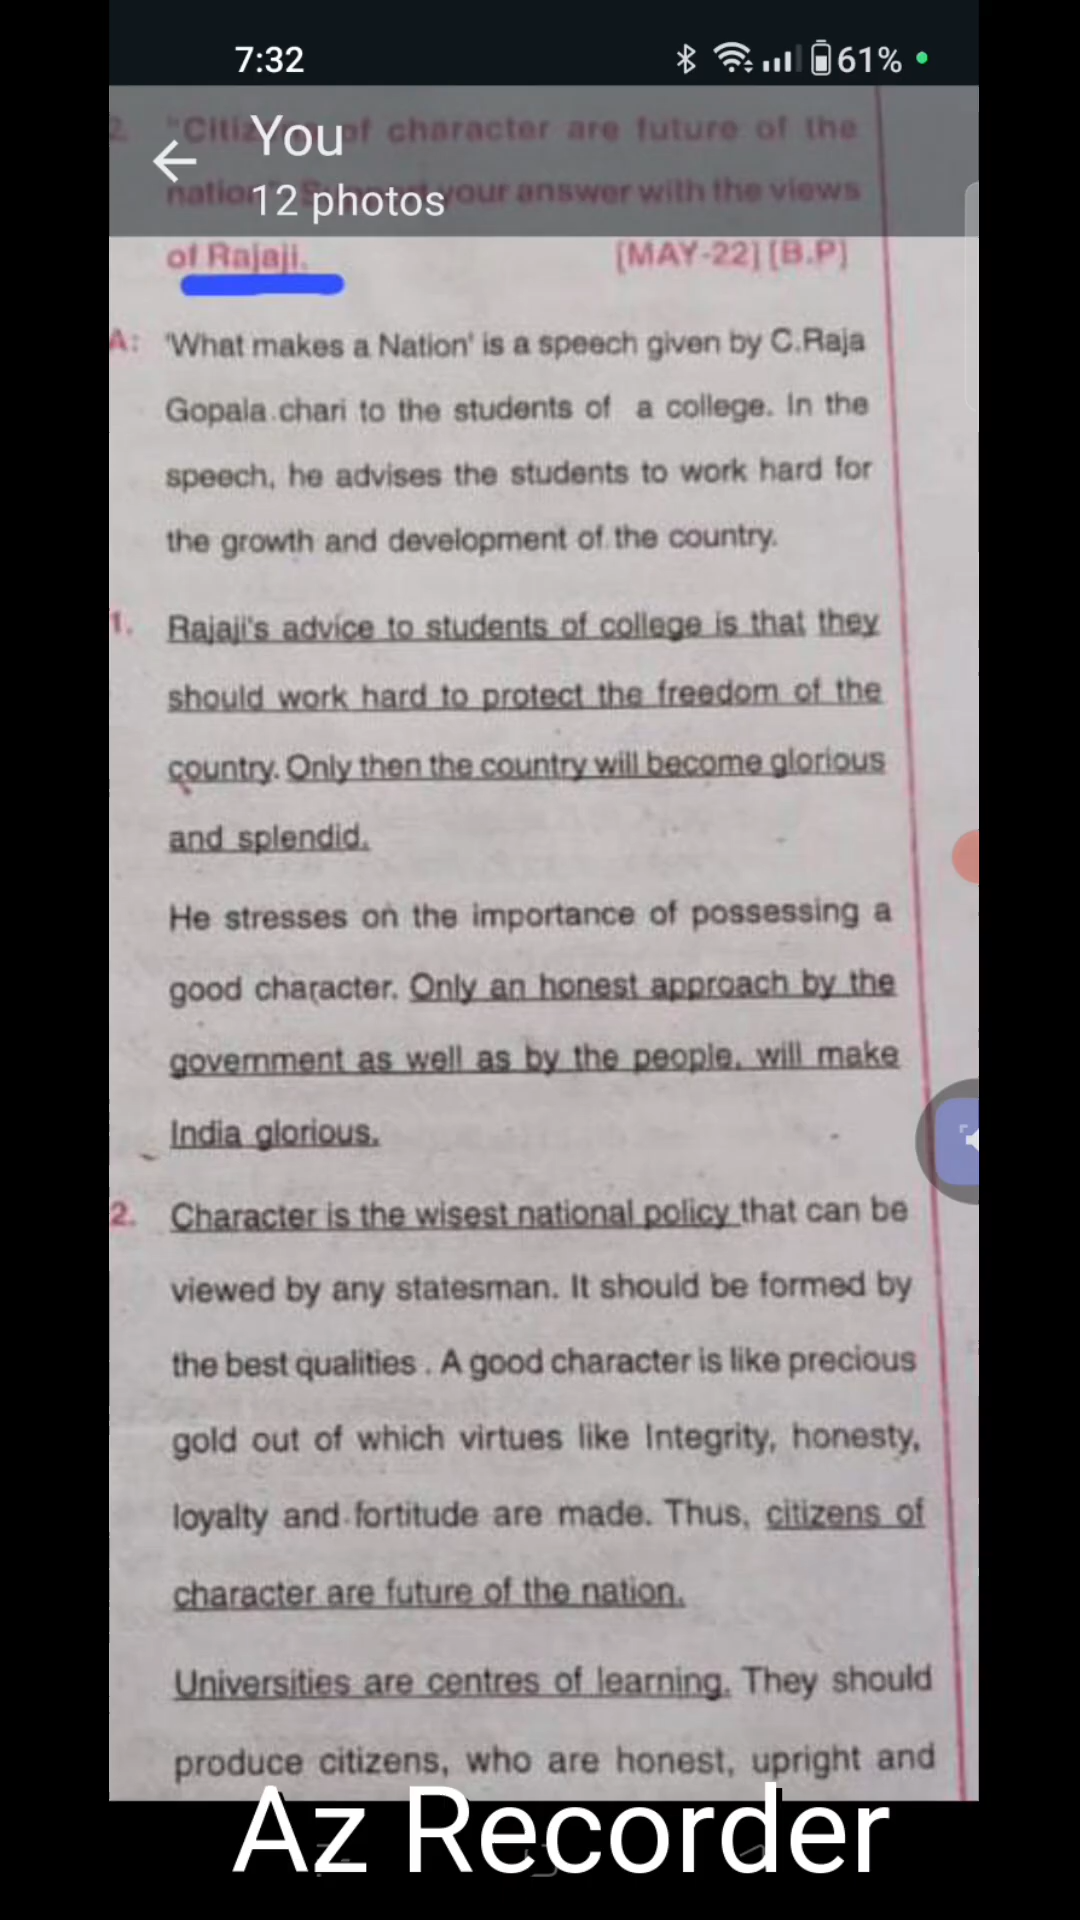 7:32
61%
You
12 photos
2. "Citiz of character are future of the
nation" your answer with the views
of Rajaji. [MAY-22] [B.P]
A: 'What makes a Nation' is a speech given by C.Raja
Gopala chari to the students of a college. In the
speech, he advises the students to work hard for
the growth and development of the country.
1. Rajaji's advice to students of college is that they
should work hard to protect the freedom of the
country. Only then the country will become glorious
and splendid.
He stresses on the importance of possessing a
good character. Only an honest approach by the
government as well as by the people, will make
India glorious.
2. Character is the wisest national policy that can be
viewed by any statesman. It should be formed by
the best qualities . A good character is like precious
gold out of which virtues like Integrity, honesty,
loyalty and fortitude are made. Thus, citizens of
character are future of the nation.
Universities are centres of learning. They should
produce citizens, who are honest, upright and
Az Recorder